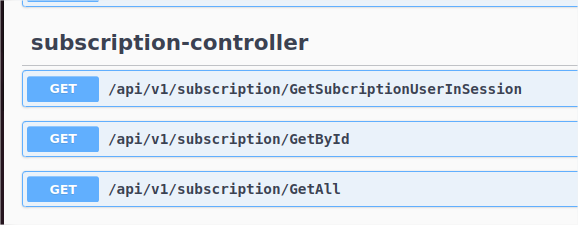 subscription-controller
GET /api/v1/subscription/GetSubcriptionUserInSession
GET /api/v1/subscription/GetById
GET /api/v1/subscription/GetAll